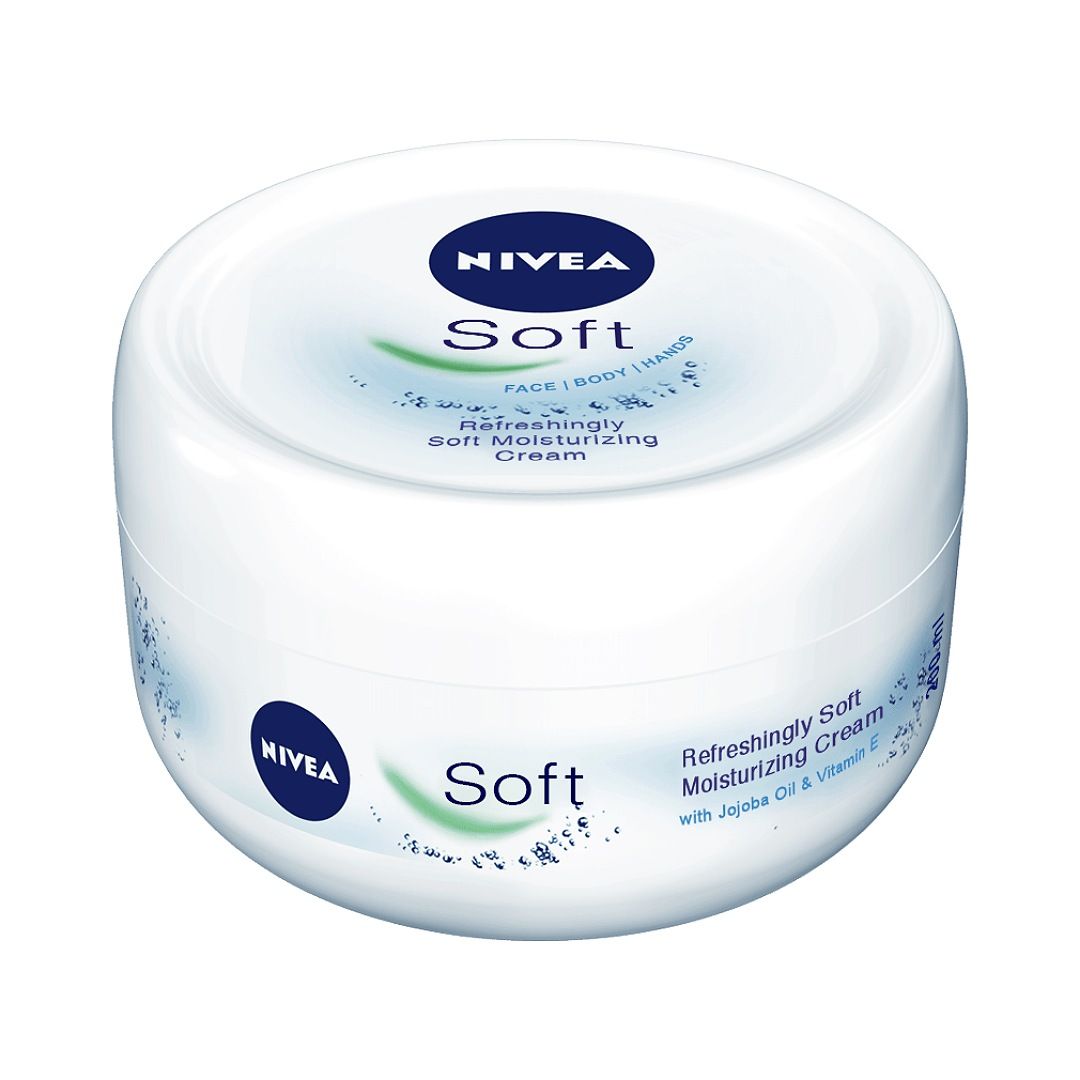 NIVEA
Soft
FACE | BODY | HANDS
Refreshingly
Soft Moisturizing
Cream
NIVEA
Soft
Refreshingly Soft
Moisturizing Cream
with Jojoba Oil & Vitamin E
200 ml